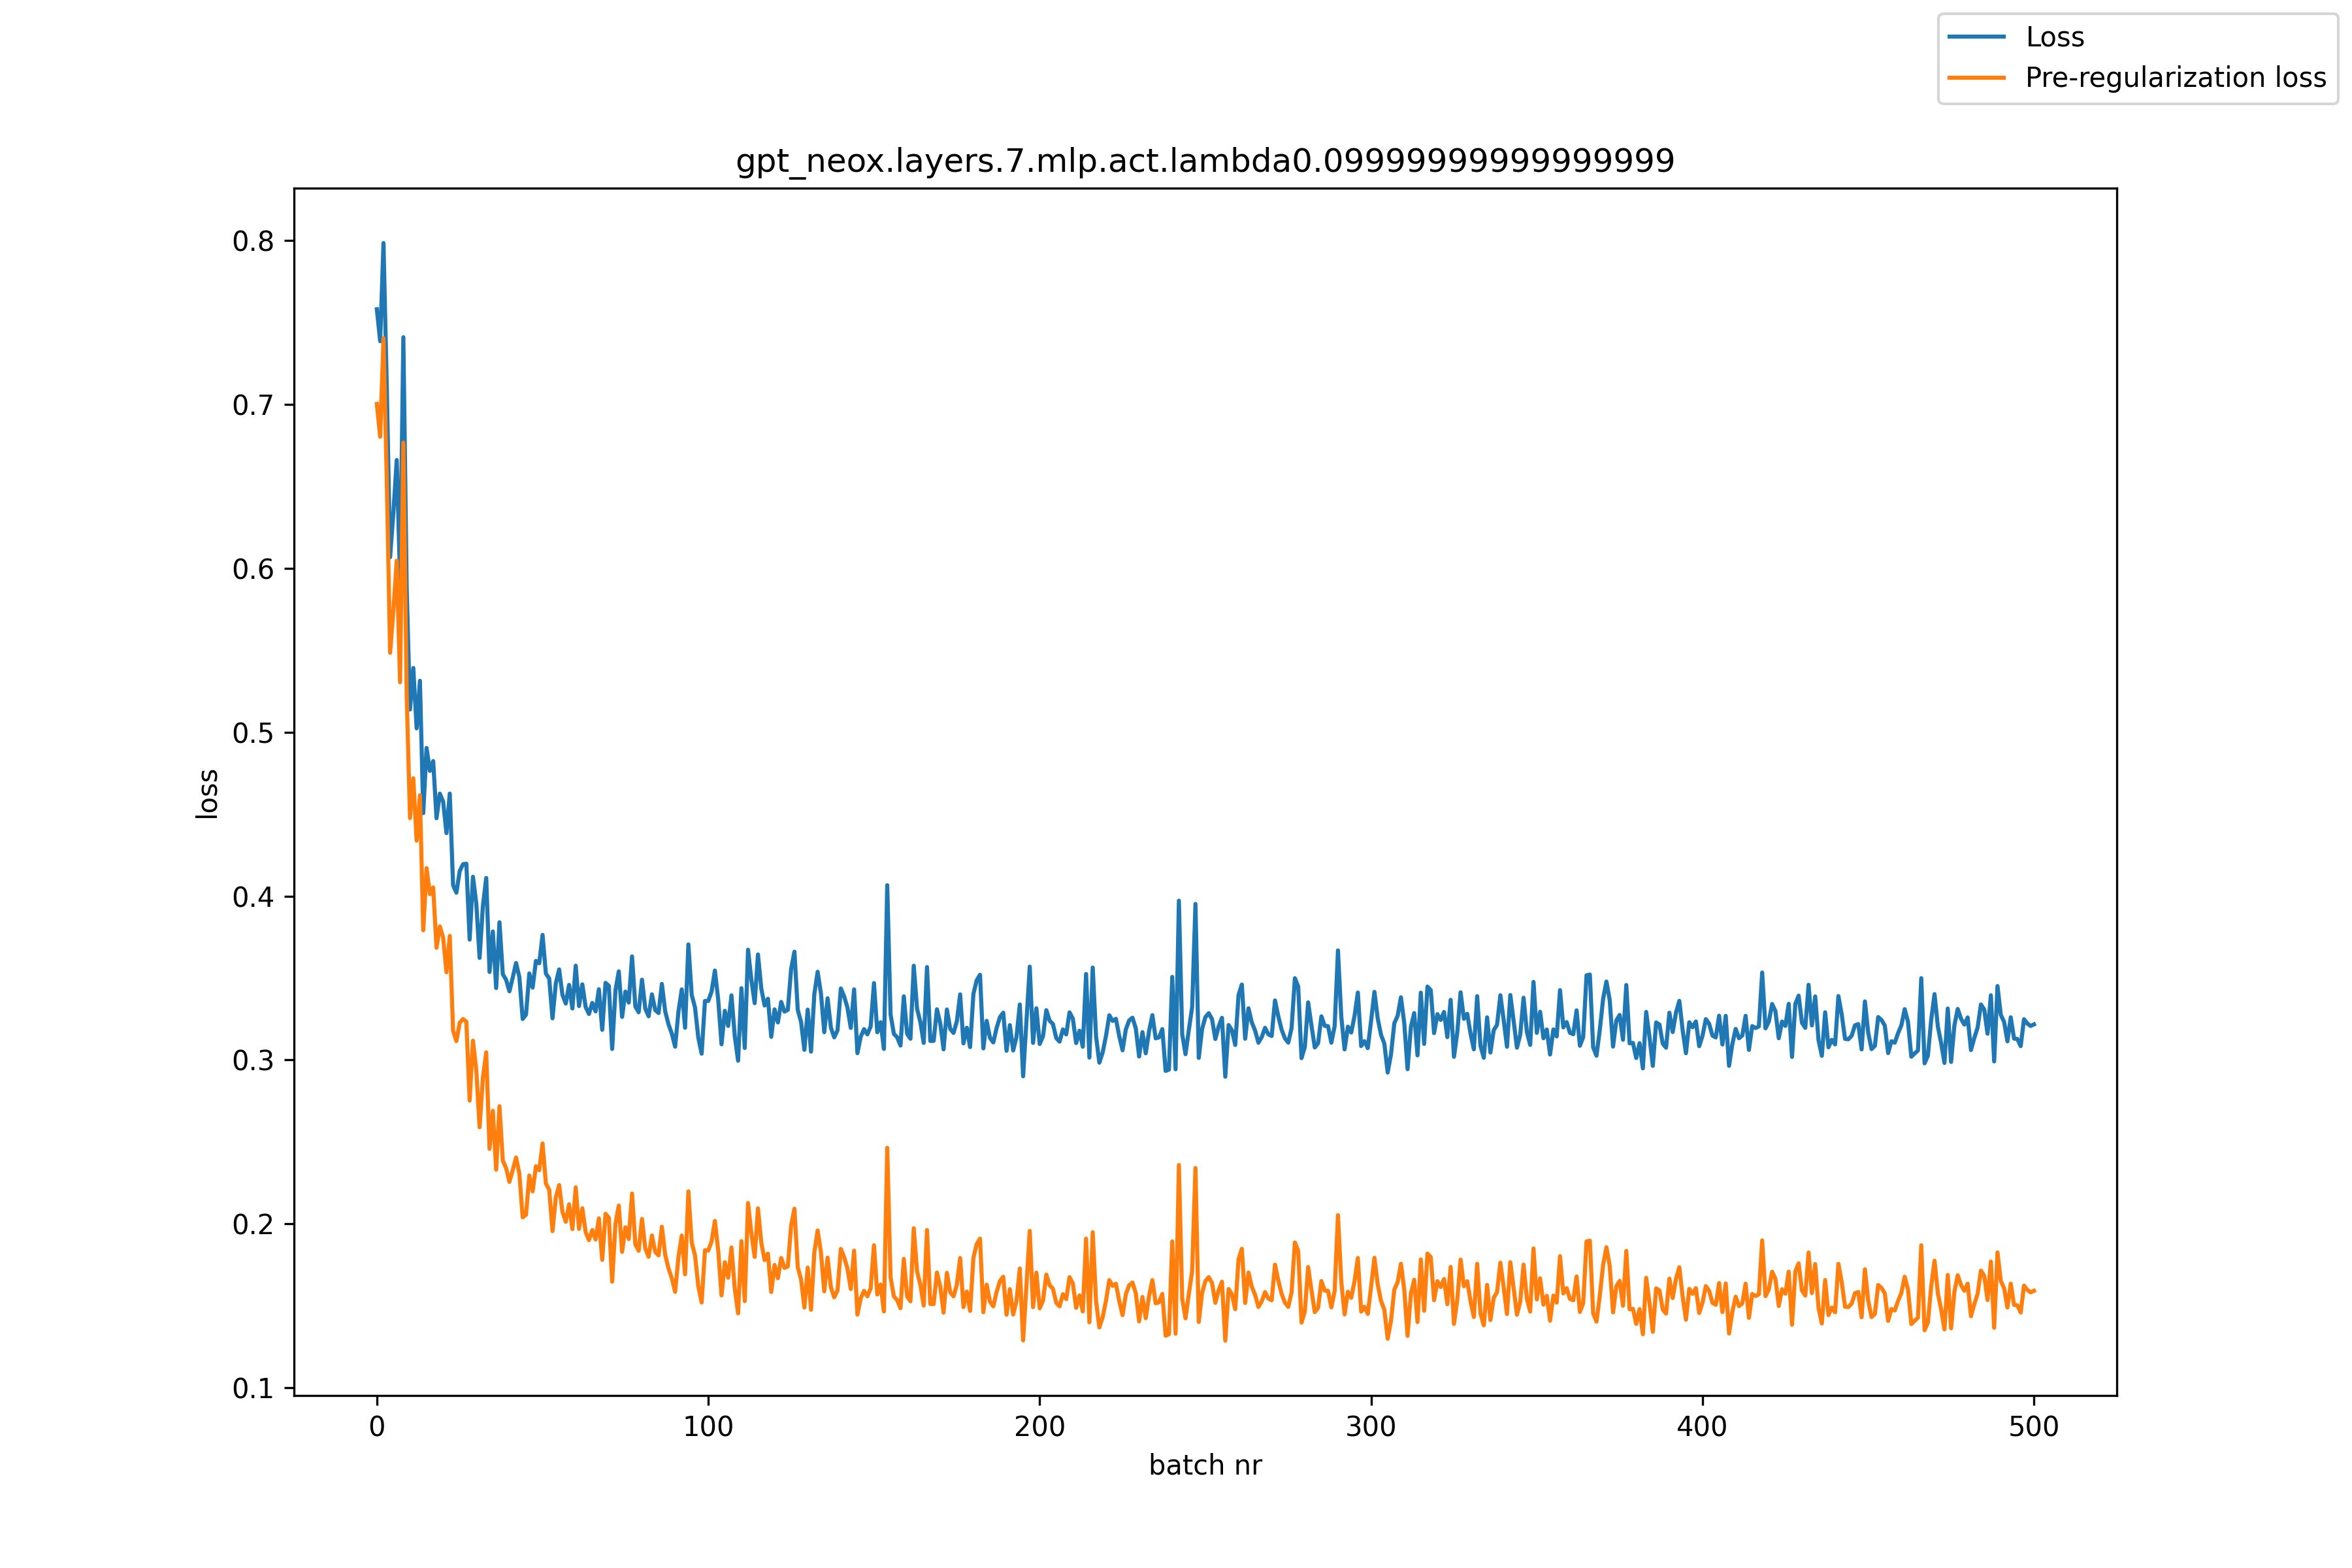 Loss
Pre-regularization loss
gpt_neox.layers.7.mlp.act.lambda0.09999999999999999
0.8
0.7
0.6
0.5
0.4
0.3
0.2
0.1
loss
0 100 200 300 400 500
batch nr